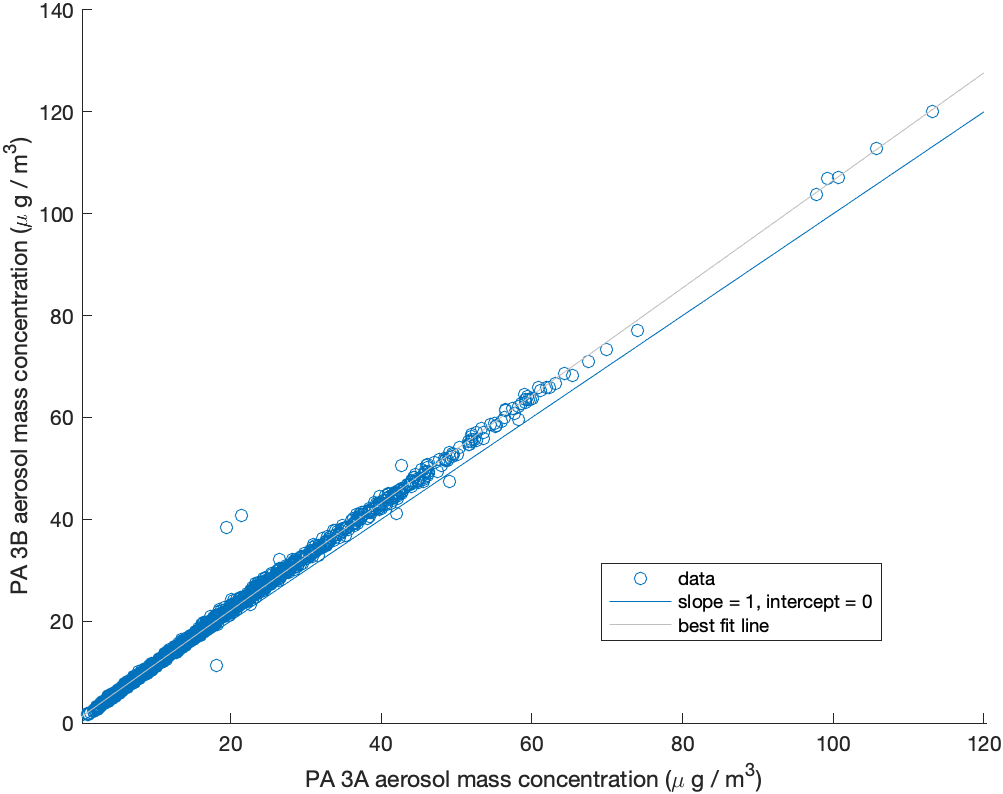 140
120
100
80
60
40
20
0
PA 3B aerosol mass concentration (μ g / m³)
data
slope = 1, intercept = 0
best fit line
20
40
60
80
100
120
PA 3A aerosol mass concentration (μ g / m³)